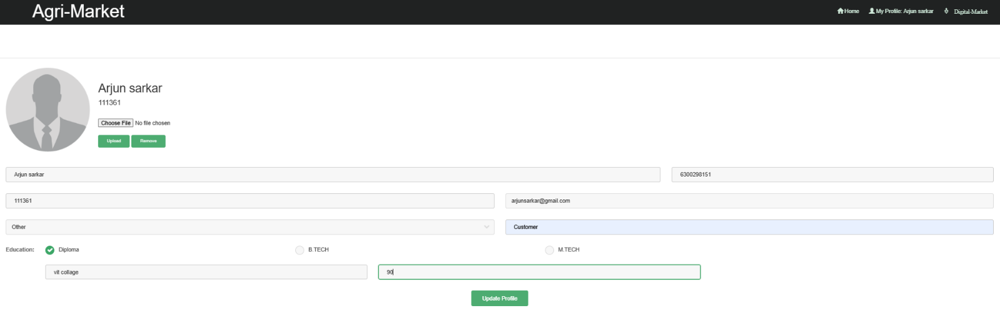 Agri-Market
Home My Profile: Arjun sarkar Digital-Market
Arjun sarkar
111361
Choose File No file chosen
Upload Remove
Arjun sarkar 6300298151
111361 arjunsarkar@gmail.com
Other Customer
Education: Diploma B.TECH M.TECH
vit collage 90
Update Profile